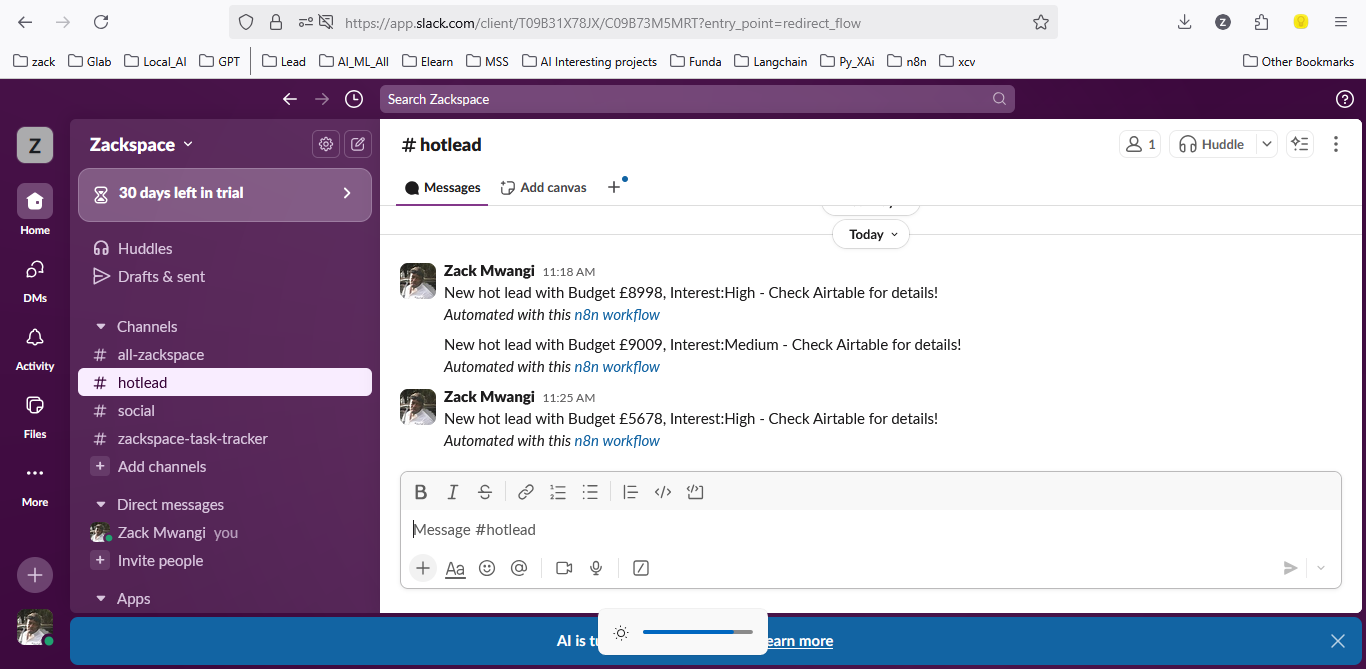 https://app.slack.com/client/T09B31X78JX/C09B73M5MRT?entry_point=redirect_flow
Z
zack
Glab
Local_AI
GPT
Lead
AI_ML_All
Elearn
MSS
AI Interesting projects
Funda
Langchain
Py_XAi
n8n
xcv
Other Bookmarks
Search Zackspace
Z
Home
DMs
Activity
Files
More
Zackspace
30 days left in trial
Huddles
Drafts & sent
Channels
# all-zackspace
# hotlead
# social
# zackspace-task-tracker
+ Add channels
Direct messages
Zack Mwangi you
+ Invite people
Apps
# hotlead
1
Huddle
Messages
Add canvas
Today
Zack Mwangi 11:18 AM
New hot lead with Budget £8998, Interest:High - Check Airtable for details!
Automated with this n8n workflow
New hot lead with Budget £9009, Interest:Medium - Check Airtable for details!
Automated with this n8n workflow
Zack Mwangi 11:25 AM
New hot lead with Budget £5678, Interest:High - Check Airtable for details!
Automated with this n8n workflow
B I S
Message #hotlead
Aa
AI is
more